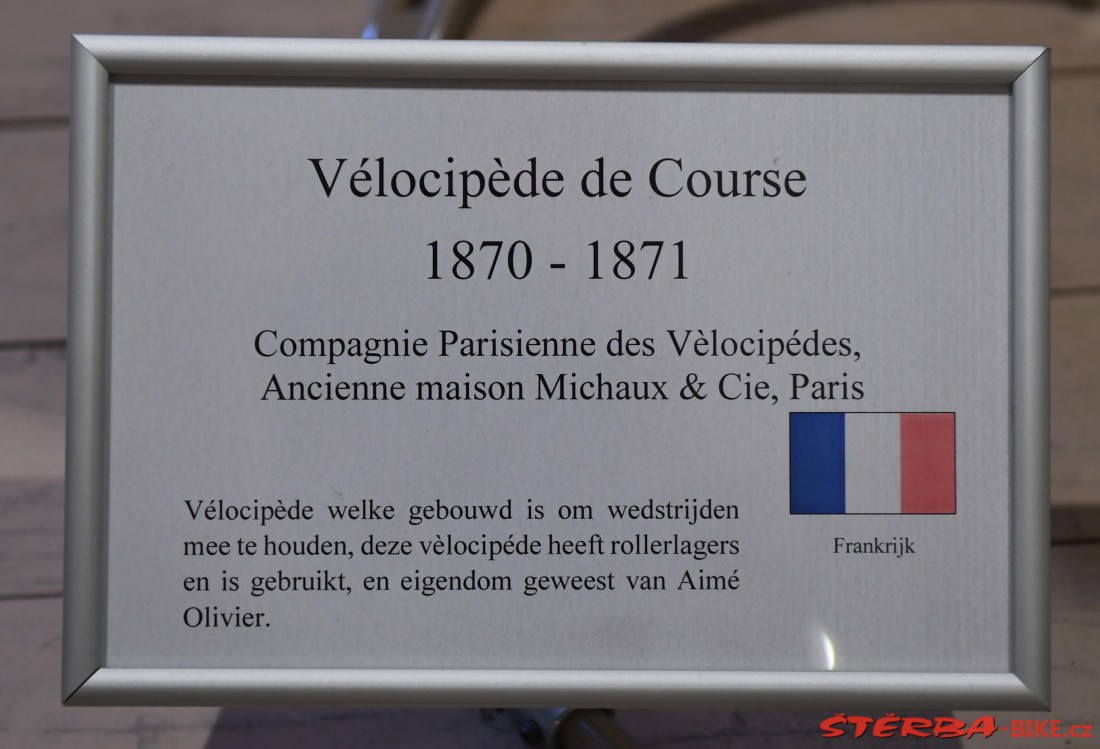 Vélocipède de Course
1870 - 1871
Compagnie Parisienne des Vèlocipédes,
Ancienne maison Michaux & Cie, Paris
Vélocipède welke gebouwd is om wedstrijden
mee te houden, deze vèlocipéde heeft rollerlagers
en is gebruikt, en eigendom geweest van Aimé
Olivier.
Frankrijk
ŠTĚRBA-BIKE.cz